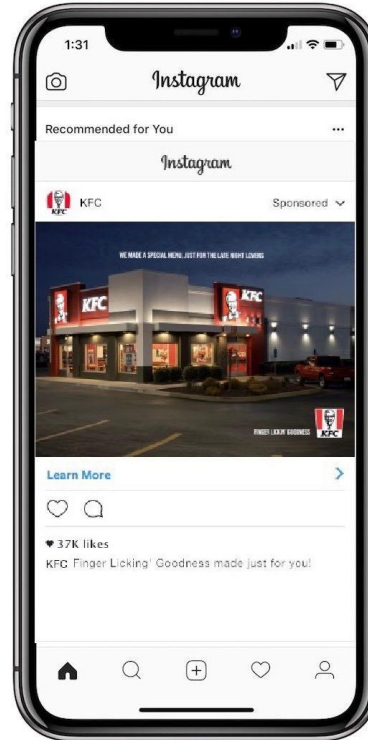 1:31
Instagram
Recommended for You ...
Instagram
KFC Sponsored
WE MADE A SPECIAL MENU. JUST FOR THE LATE NIGHT LOVERS
KFC KFC
FINGER LICKIN' GOODNESS KFC
Learn More
37K likes
KFC Finger Licking' Goodness made just for you!